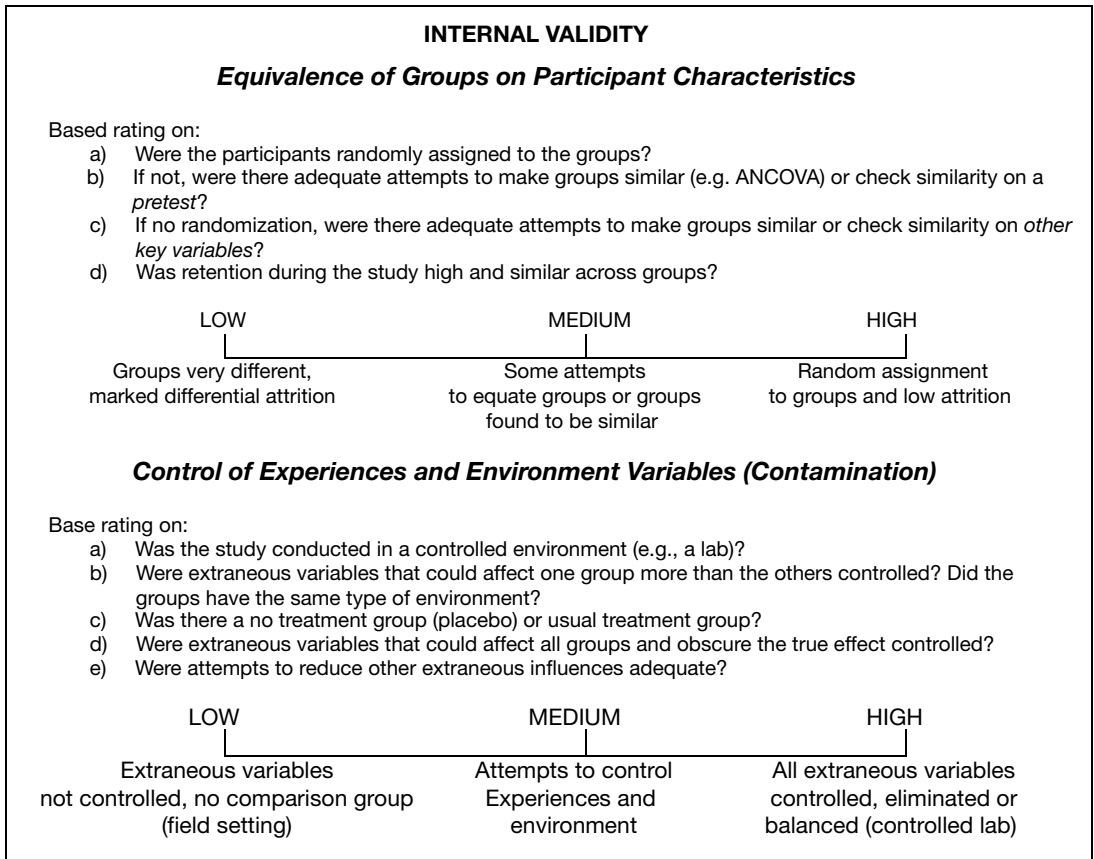 INTERNAL VALIDITY
Equivalence of Groups on Participant Characteristics
Based rating on:
a) Were the participants randomly assigned to the groups?
b) If not, were there adequate attempts to make groups similar (e.g. ANCOVA) or check similarity on a
pretest?
c) If no randomization, were there adequate attempts to make groups similar or check similarity on other
key variables?
d) Was retention during the study high and similar across groups?
LOW MEDIUM HIGH
Groups very different, Some attempts Random assignment
marked differential attrition to equate groups or groups to groups and low attrition
found to be similar
Control of Experiences and Environment Variables (Contamination)
Base rating on:
a) Was the study conducted in a controlled environment (e.g., a lab)?
b) Were extraneous variables that could affect one group more than the others controlled? Did the
groups have the same type of environment?
c) Was there a no treatment group (placebo) or usual treatment group?
d) Were extraneous variables that could affect all groups and obscure the true effect controlled?
e) Were attempts to reduce other extraneous influences adequate?
LOW MEDIUM HIGH
Extraneous variables Attempts to control All extraneous variables
not controlled, no comparison group Experiences and controlled, eliminated or
(field setting) environment balanced (controlled lab)